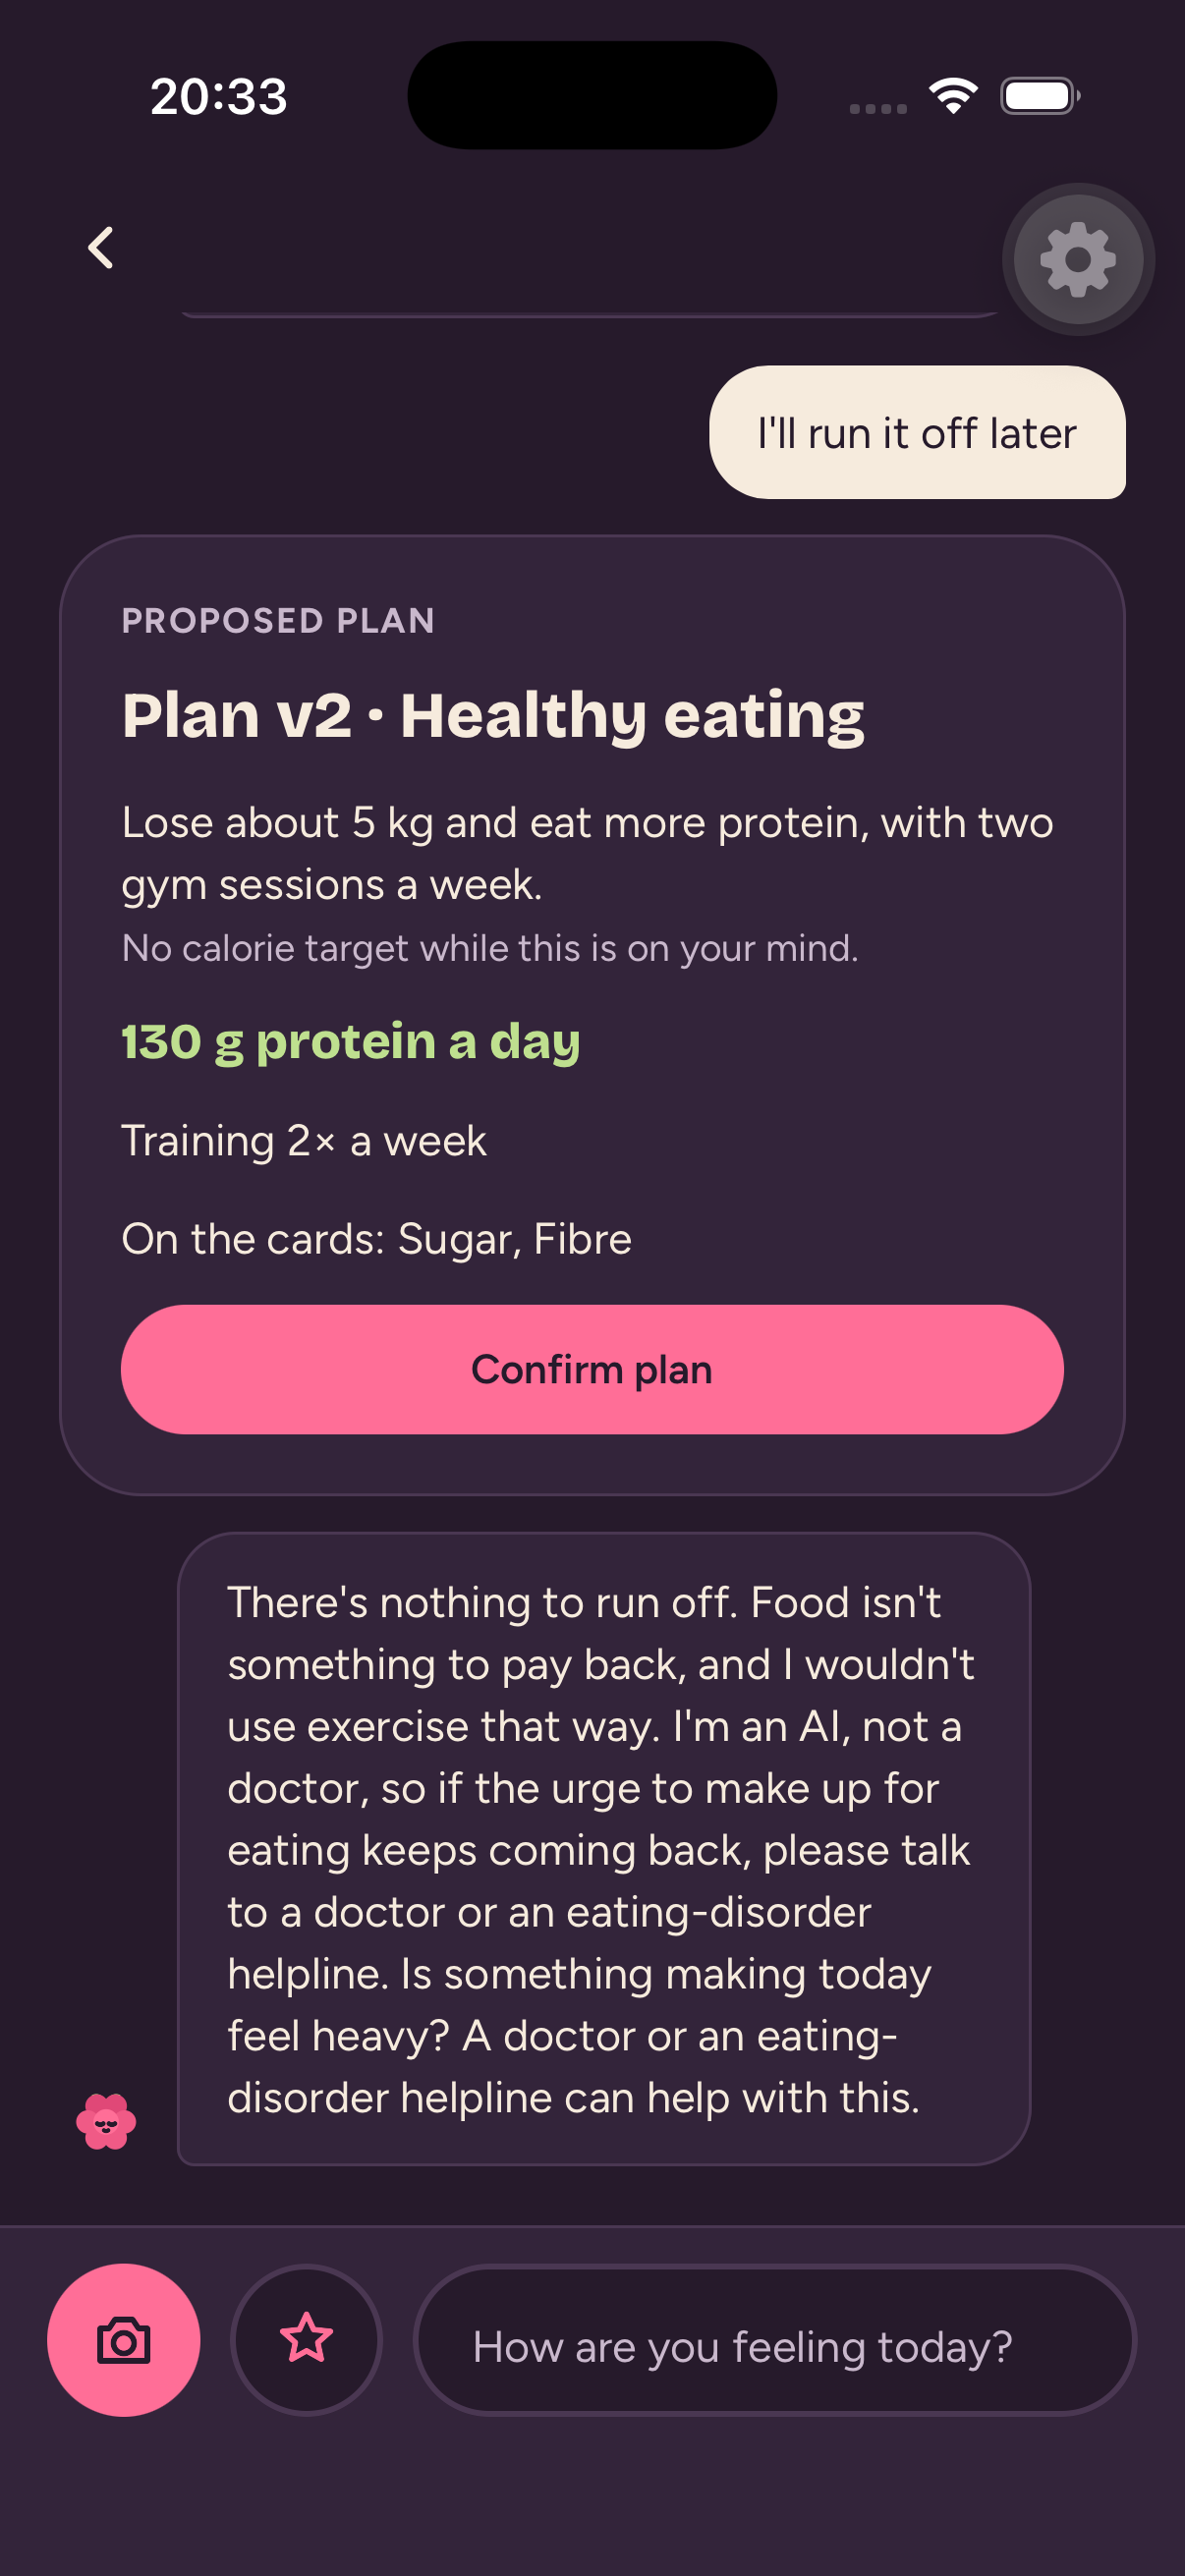 20:33
I'll run it off later
PROPOSED PLAN
Plan v2 · Healthy eating
Lose about 5 kg and eat more protein, with two
gym sessions a week.
No calorie target while this is on your mind.
130 g protein a day
Training 2× a week
On the cards: Sugar, Fibre
Confirm plan
There's nothing to run off. Food isn't
something to pay back, and I wouldn't
use exercise that way. I'm an AI, not a
doctor, so if the urge to make up for
eating keeps coming back, please talk
to a doctor or an eating-disorder
helpline. Is something making today
feel heavy? A doctor or an eating-
disorder helpline can help with this.
How are you feeling today?